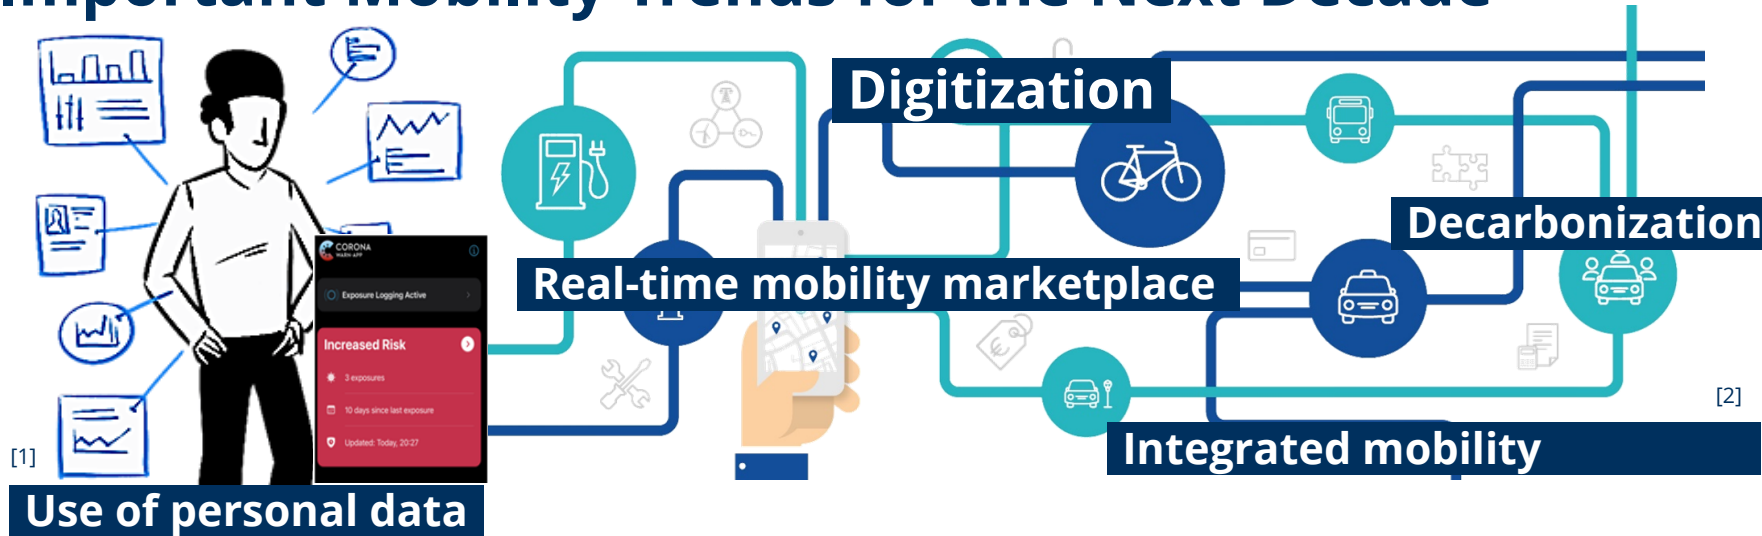 Important Mobility Trends for the Next Decade
Digitization
Decarbonization
CORONA
WARN-APP
Exposure Logging Active
Real-time mobility marketplace
Increased Risk
3 exposures
10 days since last exposure
Updated: Today, 20:27
€
[2]
Integrated mobility
[1]
Use of personal data